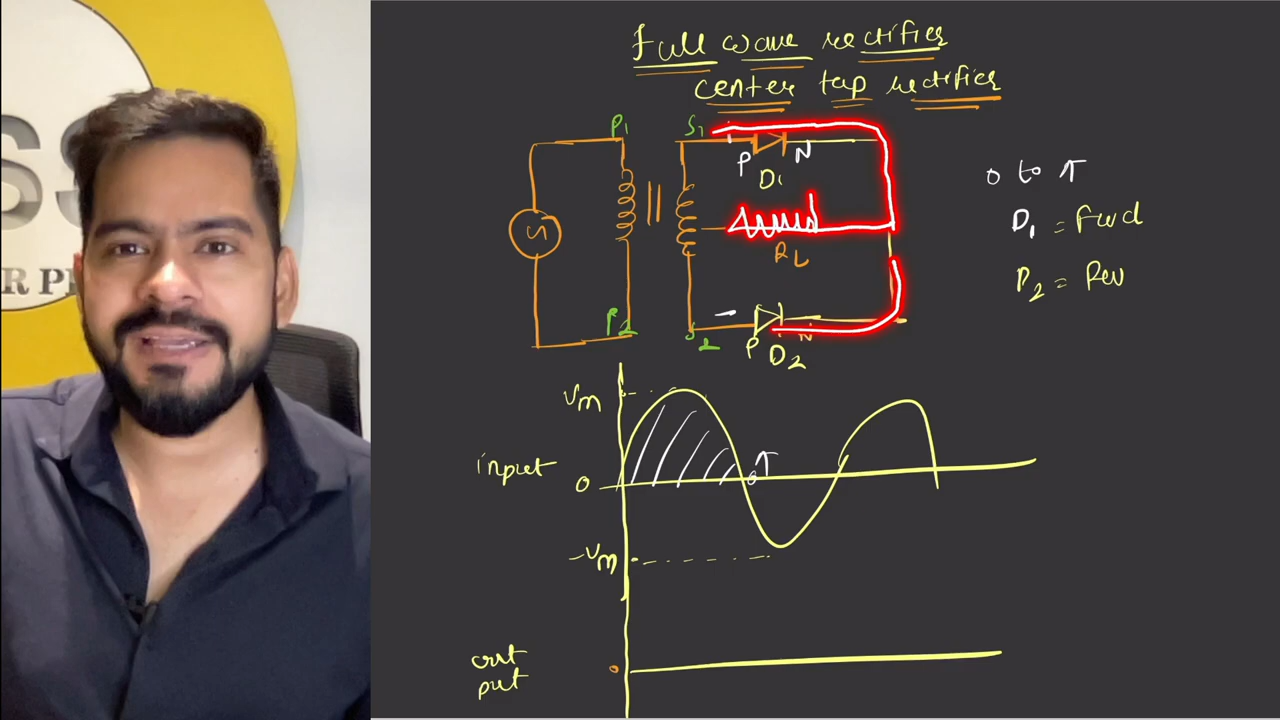 Full wave rectifier
center tap rectifier
P1
S1
P
N
D1
RL
P2
S2
P
D2
N
0 to π
D1 = Fwd
D2 = Rev
Vm
input
0
π
-Vm
out
put
0